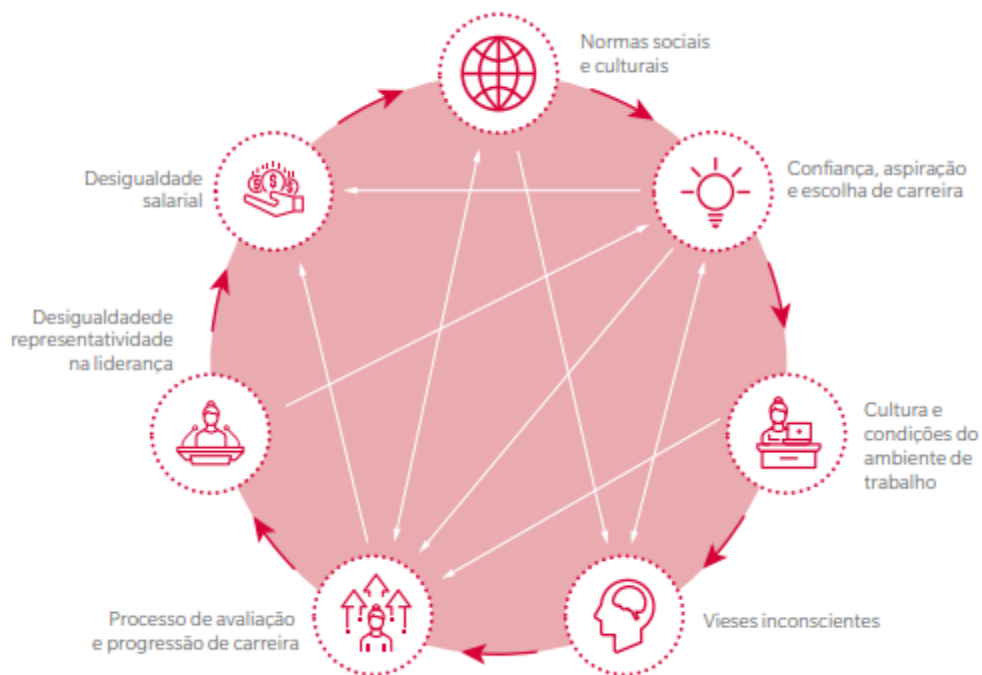 Normas sociais
e culturais
Confiança, aspiração
e escolha de carreira
Cultura e
condições do
ambiente de
trabalho
Vieses inconscientes
Processo de avaliação
e progressão de carreira
Desigualdadede
representatividade
na liderança
Desigualdade
salarial